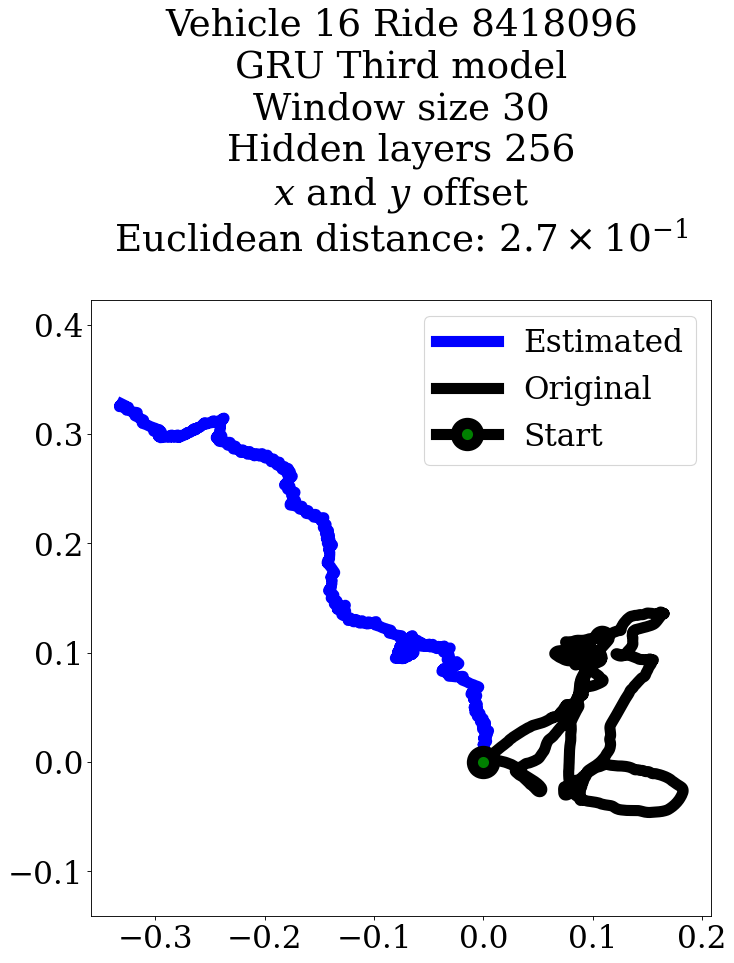 Vehicle 16 Ride 8418096
GRU Third model
Window size 30
Hidden layers 256
x and y offset
Euclidean distance: 2.7 × 10⁻¹
Estimated
Original
Start
0.4
0.3
0.2
0.1
0.0
−0.1
−0.3 −0.2 −0.1 0.0 0.1 0.2